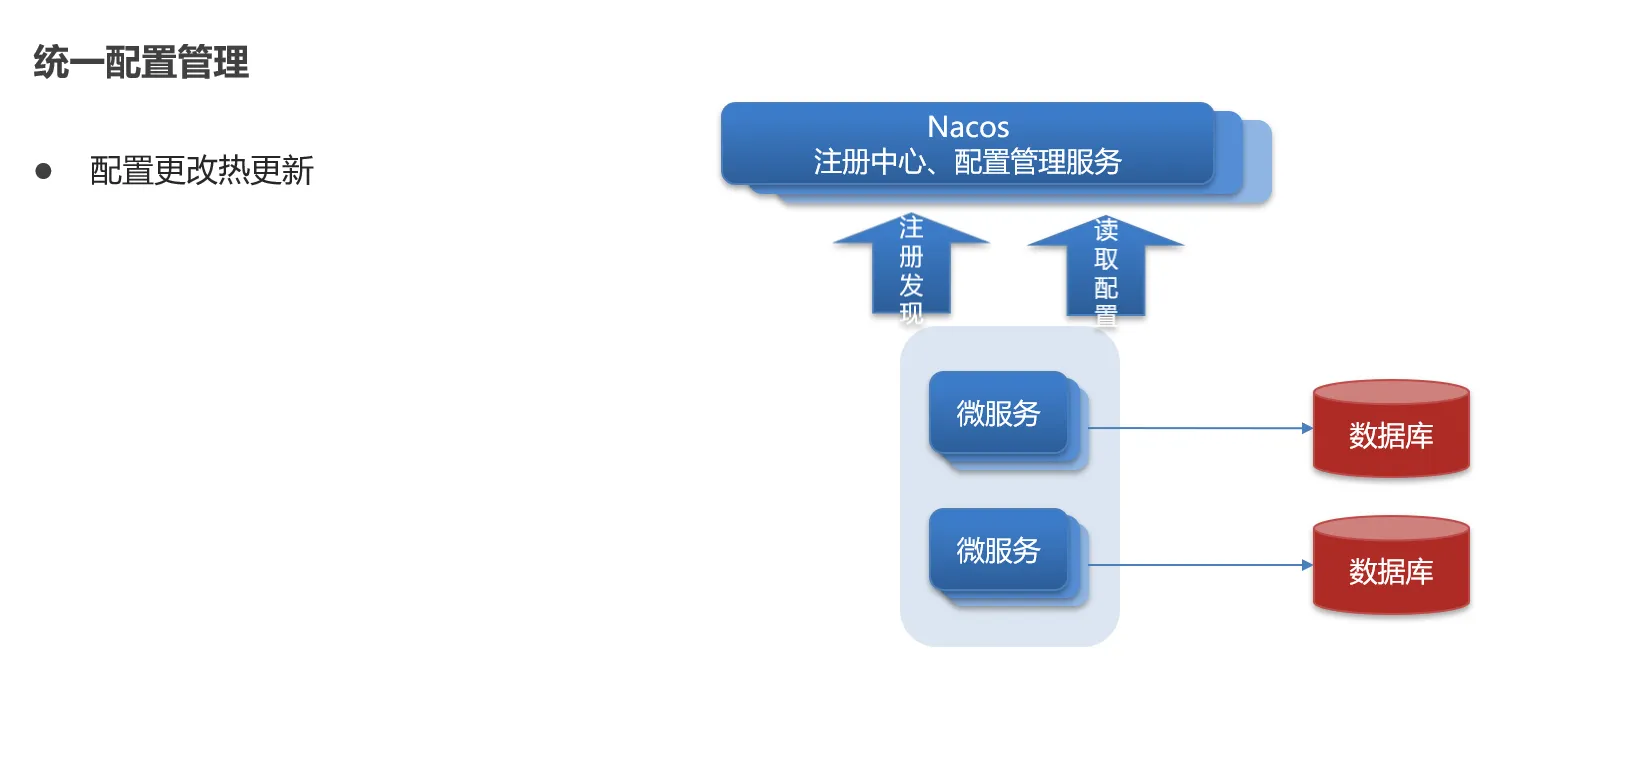 统一配置管理
● 配置更改热更新
Nacos
注册中心、配置管理服务
注册发现
读取配置
微服务
数据库
微服务
数据库